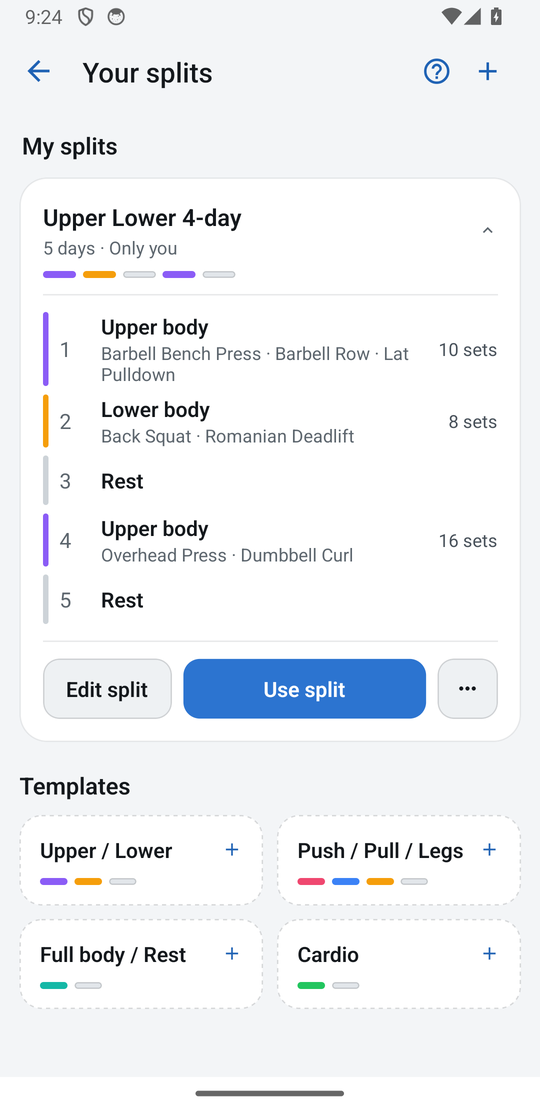 9:24
Your splits
My splits
Upper Lower 4-day
5 days · Only you
1
Upper body
Barbell Bench Press · Barbell Row · Lat
Pulldown
10 sets
2
Lower body
Back Squat · Romanian Deadlift
8 sets
3
Rest
4
Upper body
Overhead Press · Dumbbell Curl
16 sets
5
Rest
Edit split
Use split
Templates
Upper / Lower
Push / Pull / Legs
Full body / Rest
Cardio